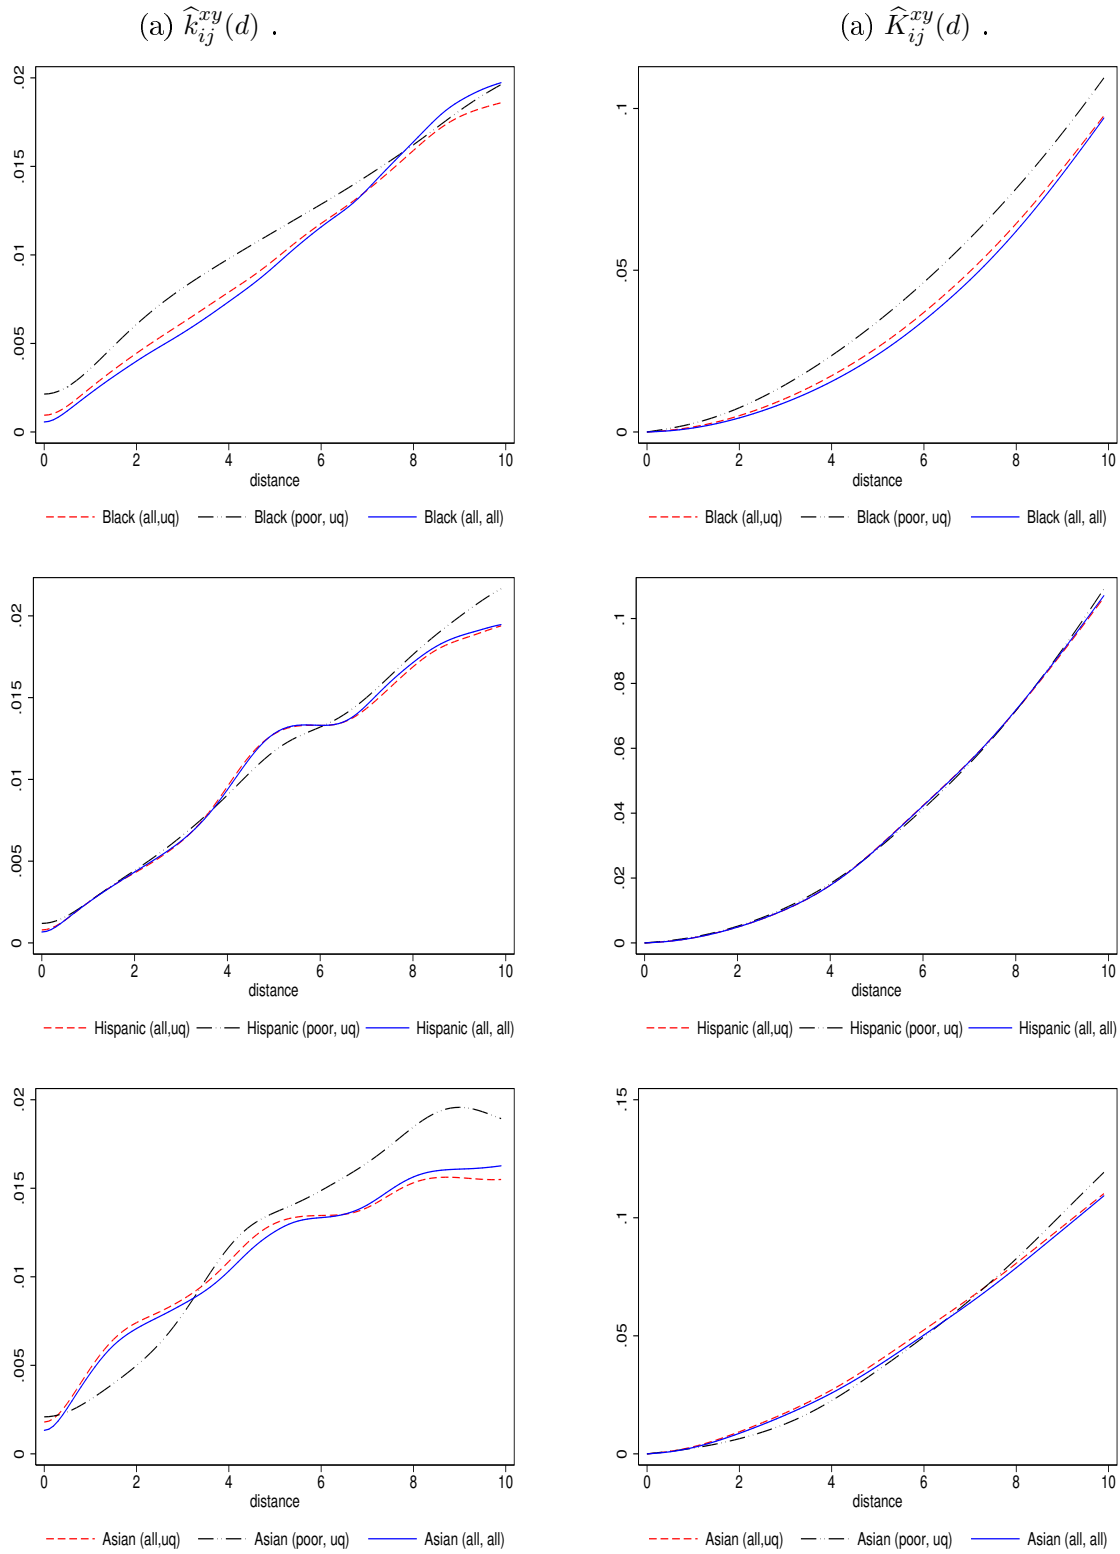 (a) $\widehat{k}_{ij}^{xy}(d)$ .
(a) $\widehat{K}_{ij}^{xy}(d)$ .
.02
.015
.01
.005
0
0 2 4 6 8 10
distance
Black (all,uq) Black (poor, uq) Black (all, all)
.1
.05
0
0 2 4 6 8 10
distance
Black (all,uq) Black (poor, uq) Black (all, all)
.02
.015
.01
.005
0
0 2 4 6 8 10
distance
Hispanic (all,uq) Hispanic (poor, uq) Hispanic (all, all)
.1
.08
.06
.04
.02
0
0 2 4 6 8 10
distance
Hispanic (all,uq) Hispanic (poor, uq) Hispanic (all, all)
.02
.015
.01
.005
0
0 2 4 6 8 10
distance
Asian (all,uq) Asian (poor, uq) Asian (all, all)
.15
.1
.05
0
0 2 4 6 8 10
distance
Asian (all,uq) Asian (poor, uq) Asian (all, all)